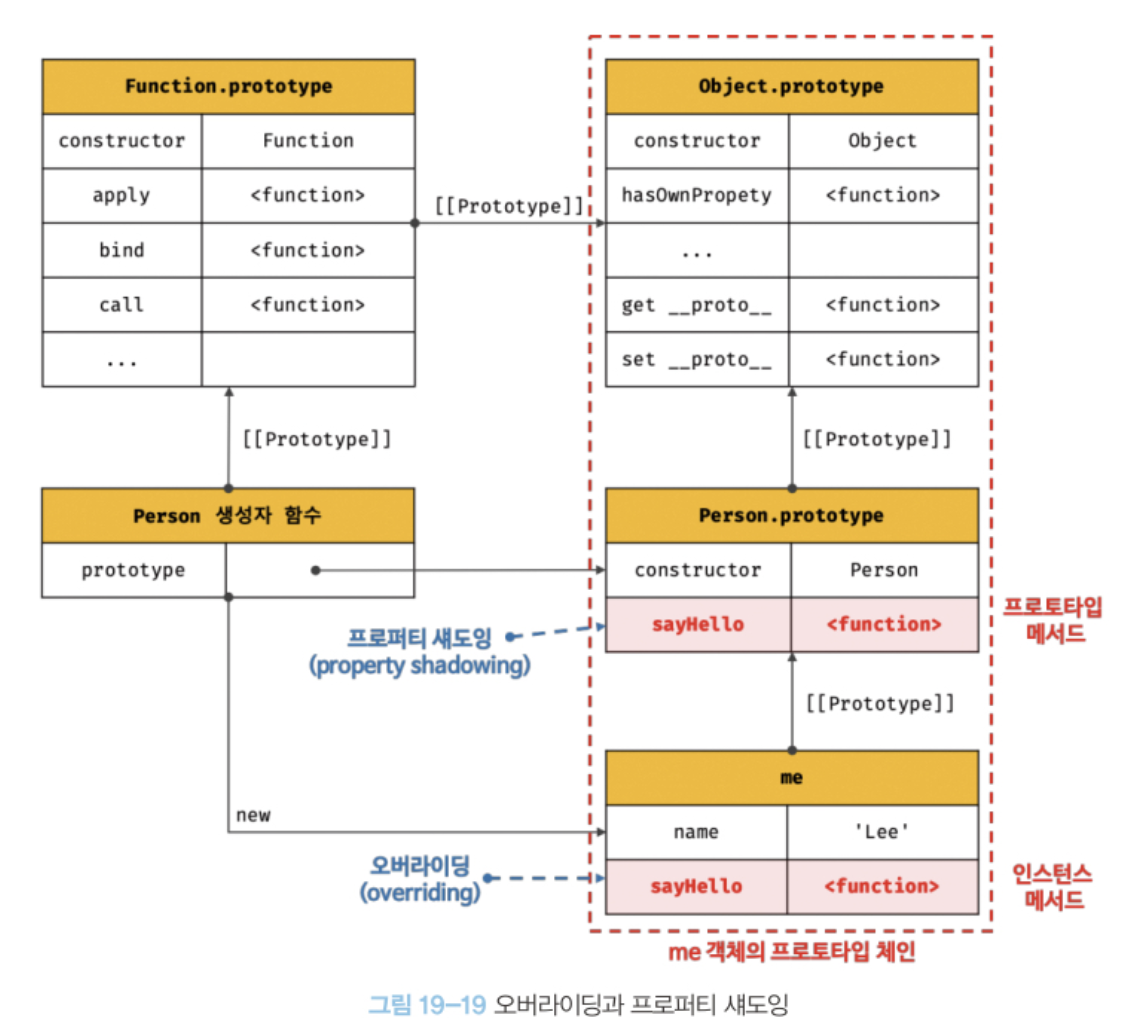 Function.prototype
constructor Function
apply <function>
bind <function>
call <function>
...
[[Prototype]]
Object.prototype
constructor Object
hasOwnPropety <function>
...
get __proto__ <function>
set __proto__ <function>
[[Prototype]]
[[Prototype]]
Person 생성자 함수
prototype
Person.prototype
constructor Person
sayHello <function>
프로토타입
메서드
프로퍼티 섀도잉
(property shadowing)
[[Prototype]]
new
me
name 'Lee'
sayHello <function>
오버라이딩
(overriding)
인스턴스
메서드
me 객체의 프로토타입 체인
그림 19–19 오버라이딩과 프로퍼티 섀도잉